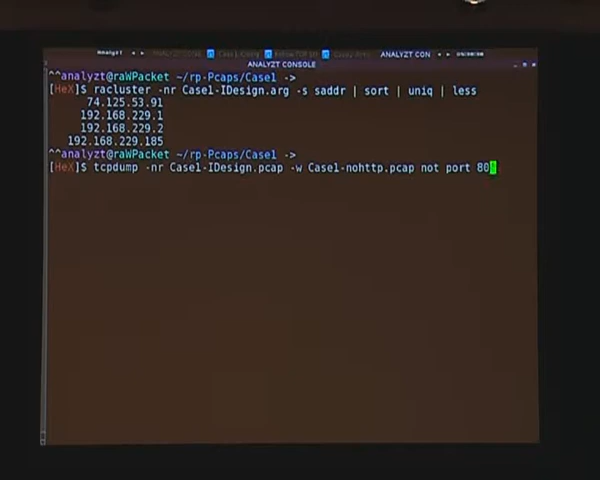 ANALYZT CON
ANALYZT CONSOLE
^^analyzt@raWPacket ~/rp-Pcaps/Case1 ->
[HeX]$ racluster -nr Case1-IDesign.arg -s saddr | sort | uniq | less
74.125.53.91
192.168.229.1
192.168.229.2
192.168.229.185
^^analyzt@raWPacket ~/rp-Pcaps/Case1 ->
[HeX]$ tcpdump -nr Case1-IDesign.pcap -w Case1-nohttp.pcap not port 80